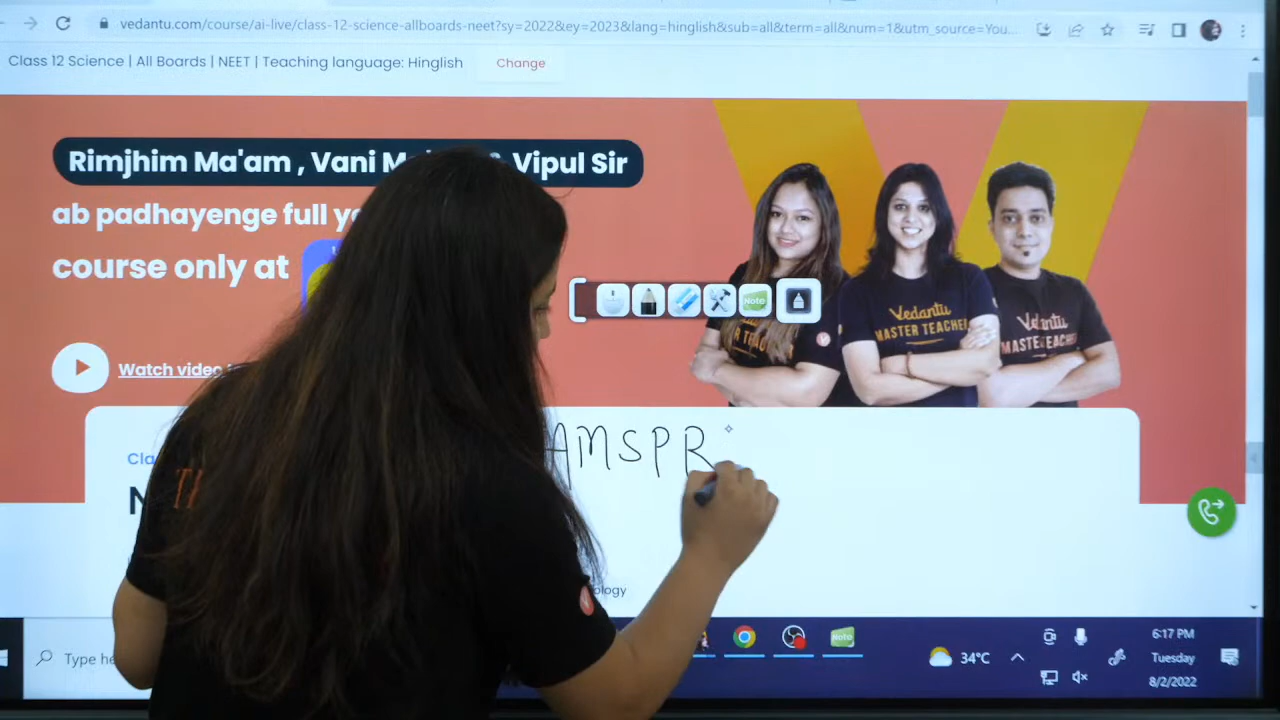 vedantu.com/course/ai-live/class-12-science-allboards-neet?sy=2022&ey=2023&lang=hinglish&sub=all&term=all&num=1&utm_source=You...
Class 12 Science | All Boards | NEET | Teaching language: Hinglish Change
Rimjhim Ma'am , Vani & Vipul Sir
ab padhayenge full
course only at
Note
Vedantu
MASTER TEACHER
Vedantu
MASTER TEACHER
Watch video
AMSPR
34°C
Note
6:17 PM
Tuesday
8/2/2022